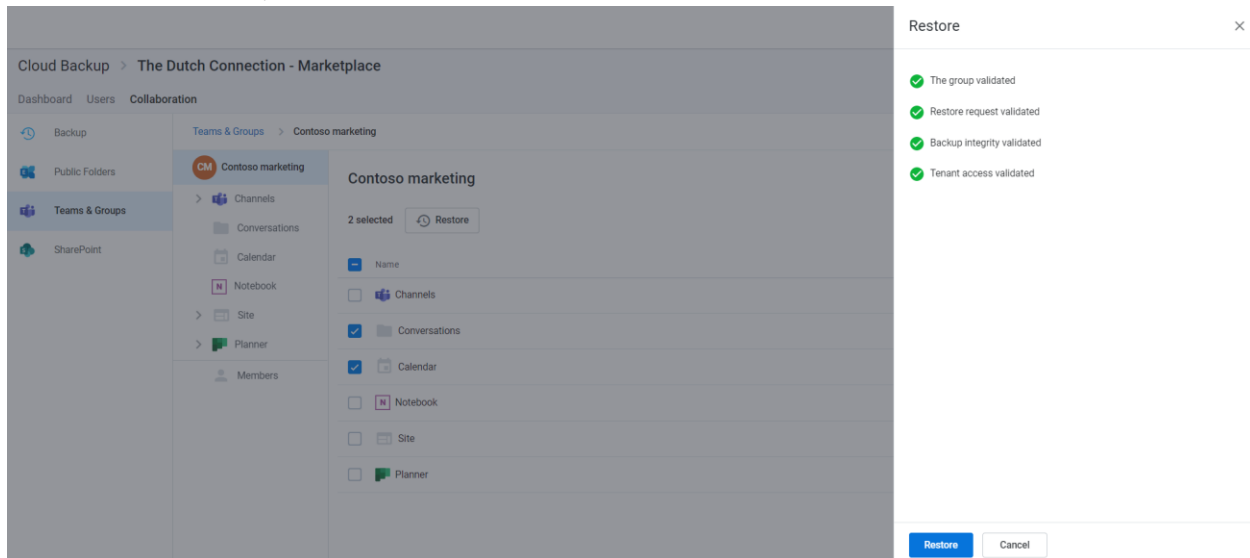 Restore
Cloud Backup > The Dutch Connection - Marketplace
Dashboard Users Collaboration
Backup
Public Folders
Teams & Groups
SharePoint
Teams & Groups > Contoso marketing
CM Contoso marketing
Channels
Conversations
Calendar
N Notebook
Site
Planner
Members
Contoso marketing
2 selected Restore
Name
Channels
Conversations
Calendar
N Notebook
Site
Planner
The group validated
Restore request validated
Backup integrity validated
Tenant access validated
Restore Cancel